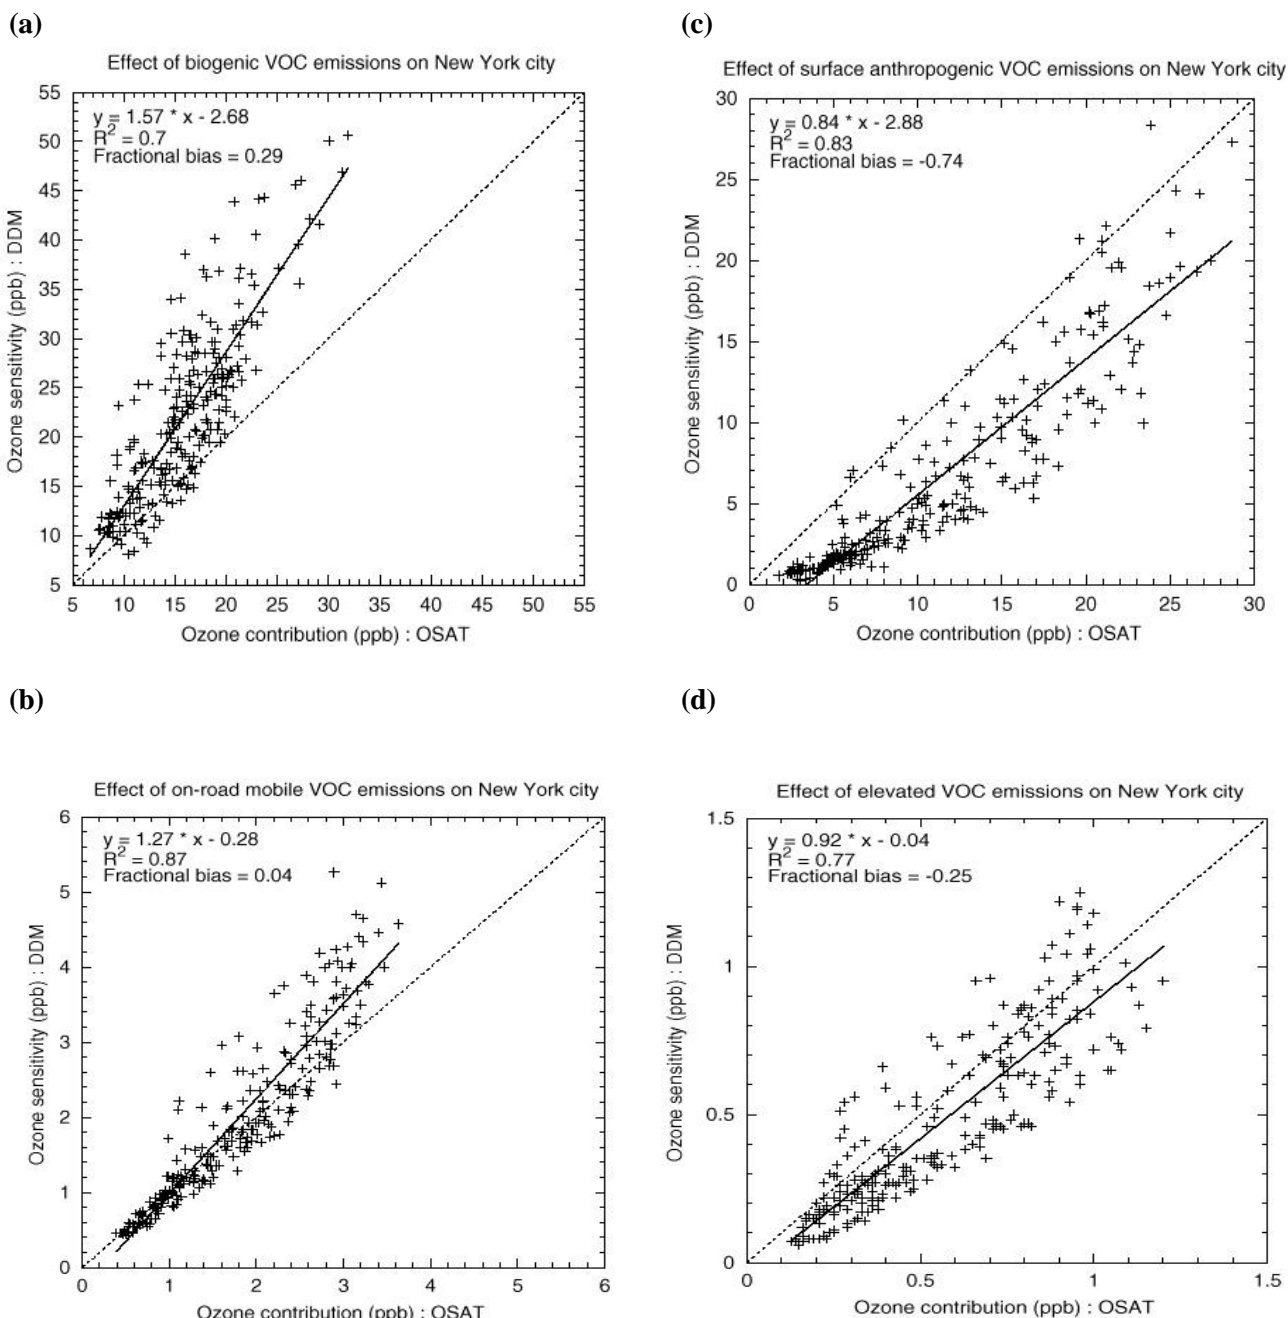 (a)
Effect of biogenic VOC emissions on New York city
y = 1.57 * x - 2.68
R² = 0.7
Fractional bias = 0.29
55
50
45
40
35
30
25
20
15
10
5
Ozone sensitivity (ppb) : DDM
5 10 15 20 25 30 35 40 45 50 55
Ozone contribution (ppb) : OSAT
(c)
Effect of surface anthropogenic VOC emissions on New York city
y = 0.84 * x - 2.88
R² = 0.83
Fractional bias = -0.74
30
25
20
15
10
5
0
Ozone sensitivity (ppb) : DDM
0 5 10 15 20 25 30
Ozone contribution (ppb) : OSAT
(b)
Effect of on-road mobile VOC emissions on New York city
y = 1.27 * x - 0.28
R² = 0.87
Fractional bias = 0.04
6
5
4
3
2
1
0
Ozone sensitivity (ppb) : DDM
0 1 2 3 4 5 6
Ozone contribution (ppb) : OSAT
(d)
Effect of elevated VOC emissions on New York city
y = 0.92 * x - 0.04
R² = 0.77
Fractional bias = -0.25
1.5
1
0.5
0
Ozone sensitivity (ppb) : DDM
0 0.5 1 1.5
Ozone contribution (ppb) : OSAT